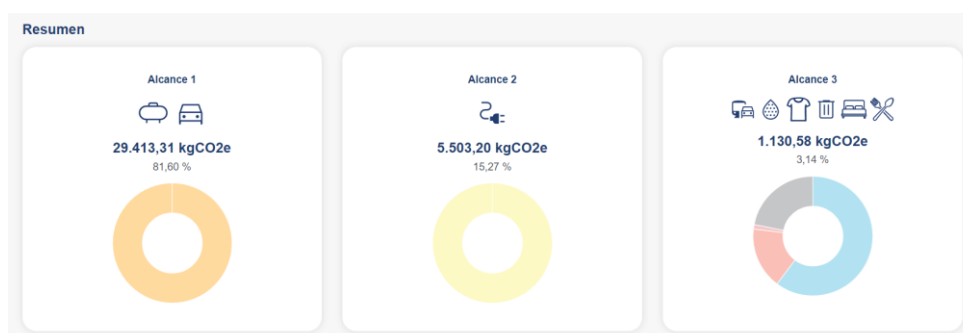 Resumen
Alcance 1
29.413,31 kgCO2e
81,60 %
Alcance 2
5.503,20 kgCO2e
15,27 %
Alcance 3
1.130,58 kgCO2e
3,14 %